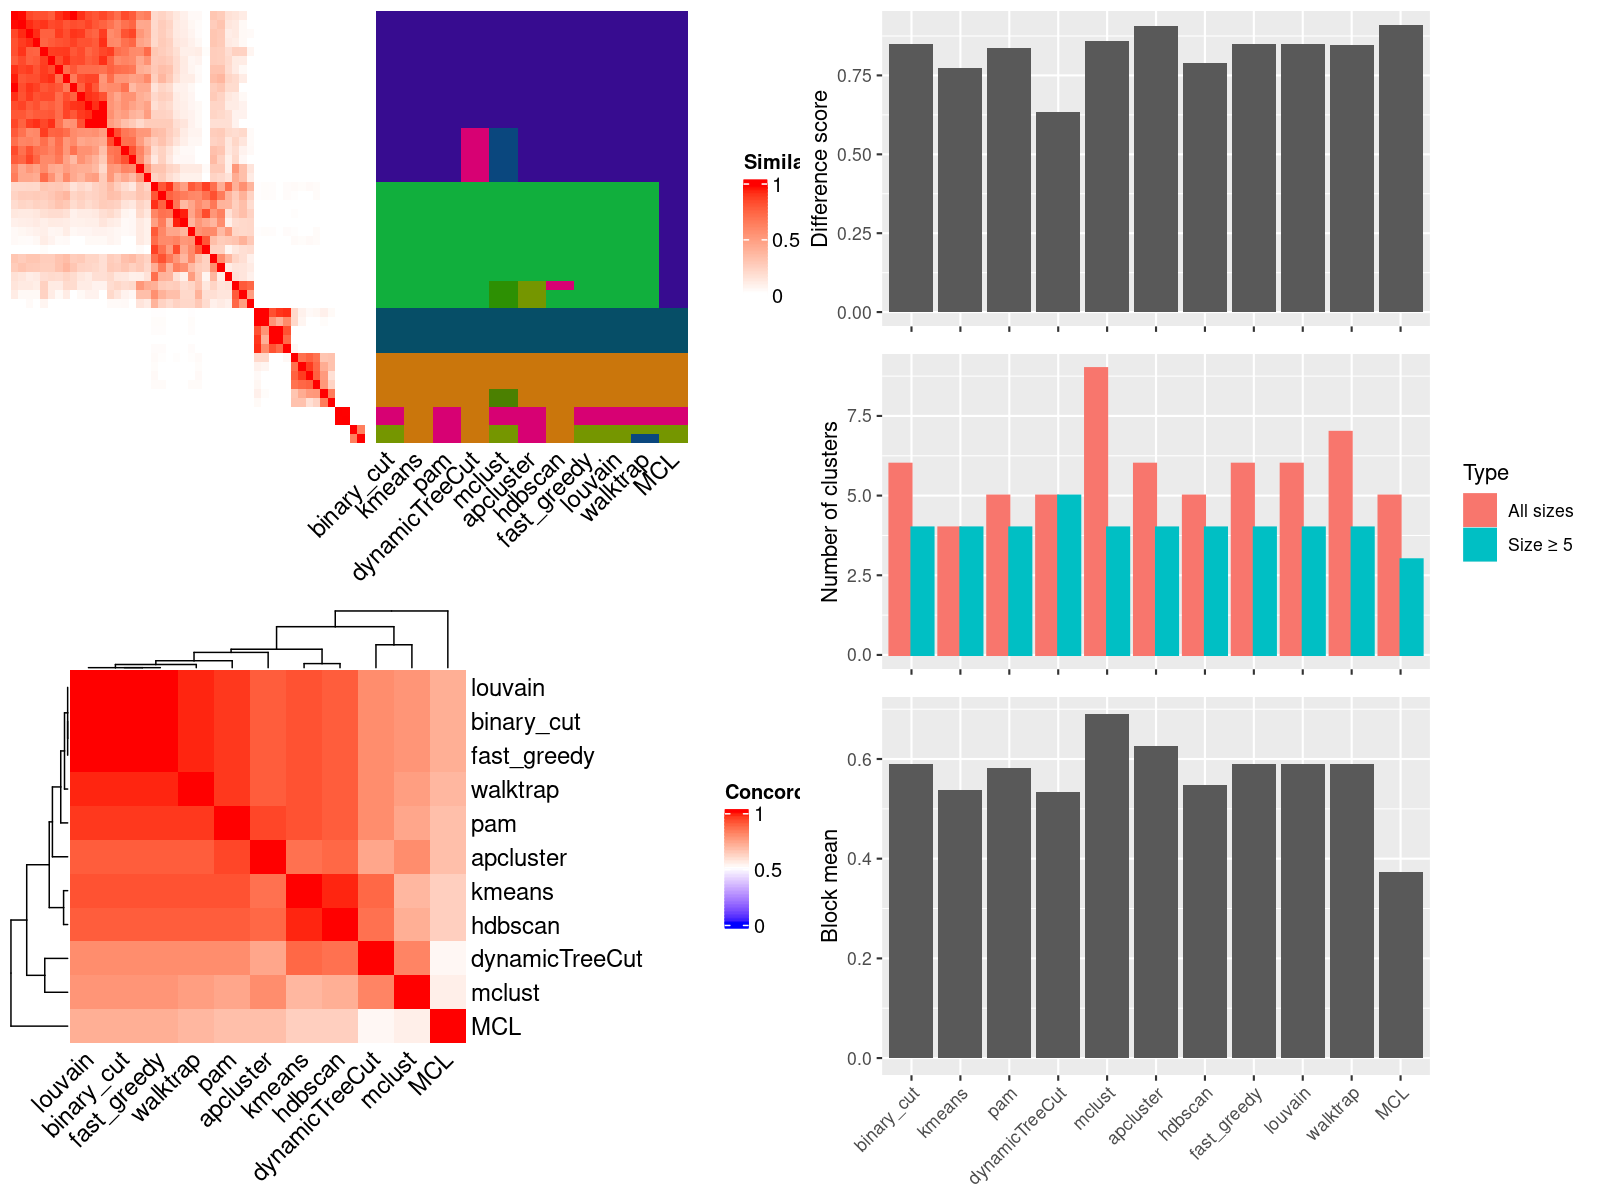 Simila
1
0.5
0
binary_cut
kmeans
pam
dynamicTreeCut
mclust
apcluster
hdbscan
fast_greedy
louvain
walktrap
MCL
louvain
binary_cut
fast_greedy
walktrap
pam
apcluster
kmeans
hdbscan
dynamicTreeCut
mclust
MCL
louvain
binary_cut
fast_greedy
walktrap
pam
apcluster
kmeans
hdbscan
dynamicTreeCut
mclust
MCL
Concord
1
0.5
0
Difference score
0.75
0.50
0.25
0.00
Number of clusters
7.5
5.0
2.5
0.0
Type
All sizes
Size ≥ 5
Block mean
0.6
0.4
0.2
0.0
binary_cut
kmeans
pam
dynamicTreeCut
mclust
apcluster
hdbscan
fast_greedy
louvain
walktrap
MCL